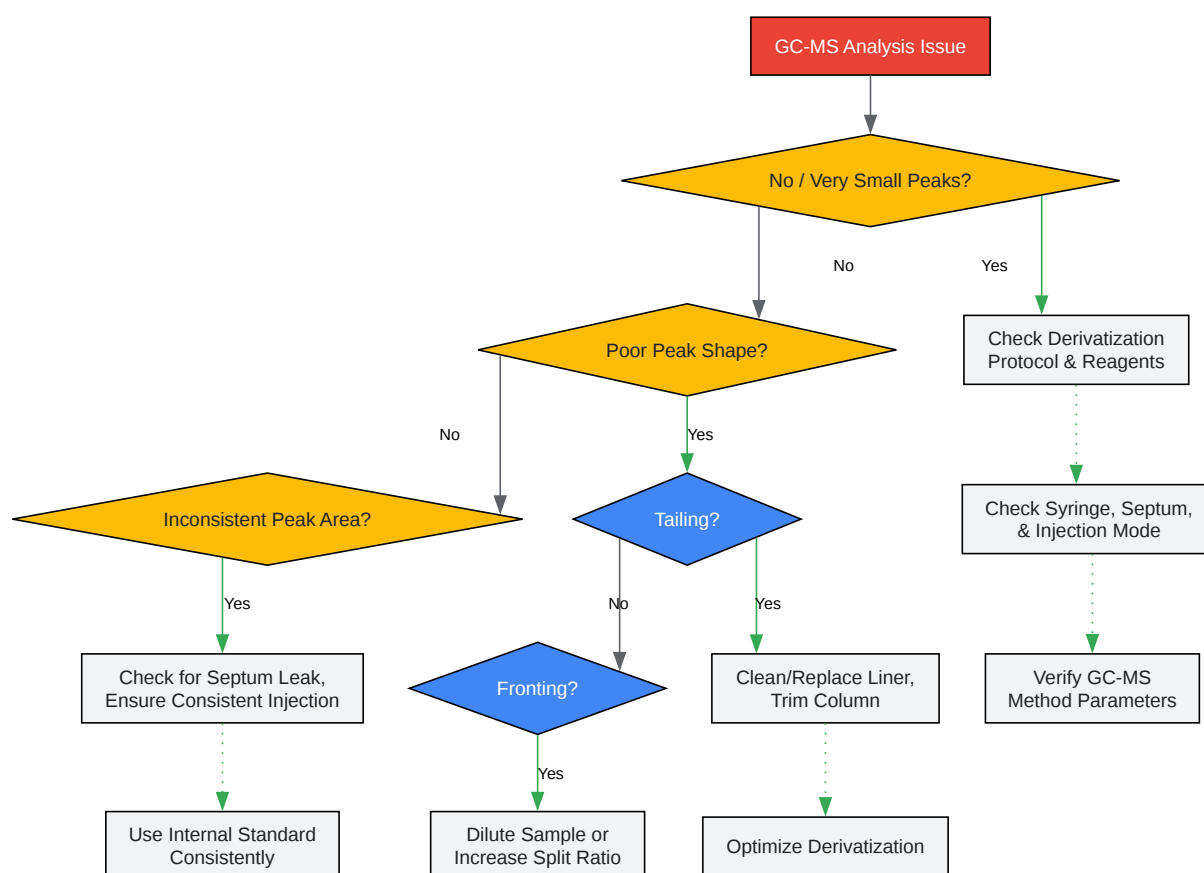 GC-MS Analysis Issue
No / Very Small Peaks?
No
Yes
Poor Peak Shape?
Check Derivatization
Protocol & Reagents
No
Yes
Inconsistent Peak Area?
Tailing?
Check Syringe, Septum,
& Injection Mode
Yes
No
Yes
Check for Septum Leak,
Ensure Consistent Injection
Fronting?
Clean/Replace Liner,
Trim Column
Verify GC-MS
Method Parameters
Yes
Use Internal Standard
Consistently
Dilute Sample or
Increase Split Ratio
Optimize Derivatization